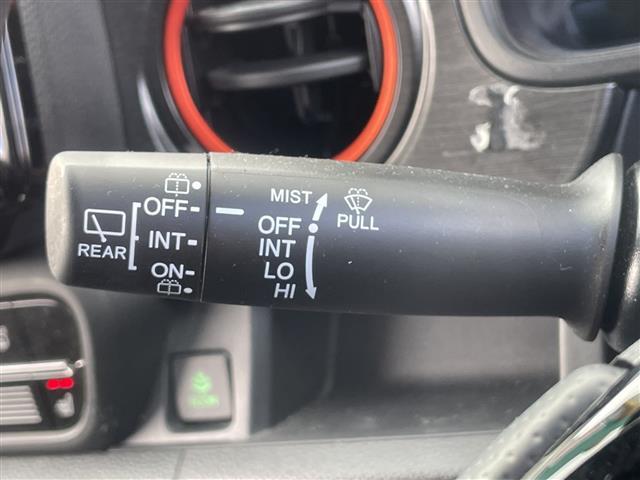 OFF
INT
ON
REAR
MIST
OFF
INT
LO
HI
PULL